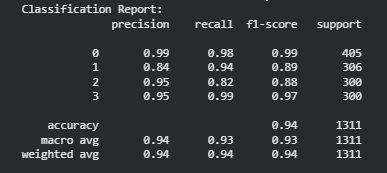 Classification Report:
precision recall f1-score support
0 0.99 0.98 0.99 405
1 0.84 0.94 0.89 306
2 0.95 0.82 0.88 300
3 0.95 0.99 0.97 300
accuracy 0.94 1311
macro avg 0.94 0.93 0.93 1311
weighted avg 0.94 0.94 0.94 1311